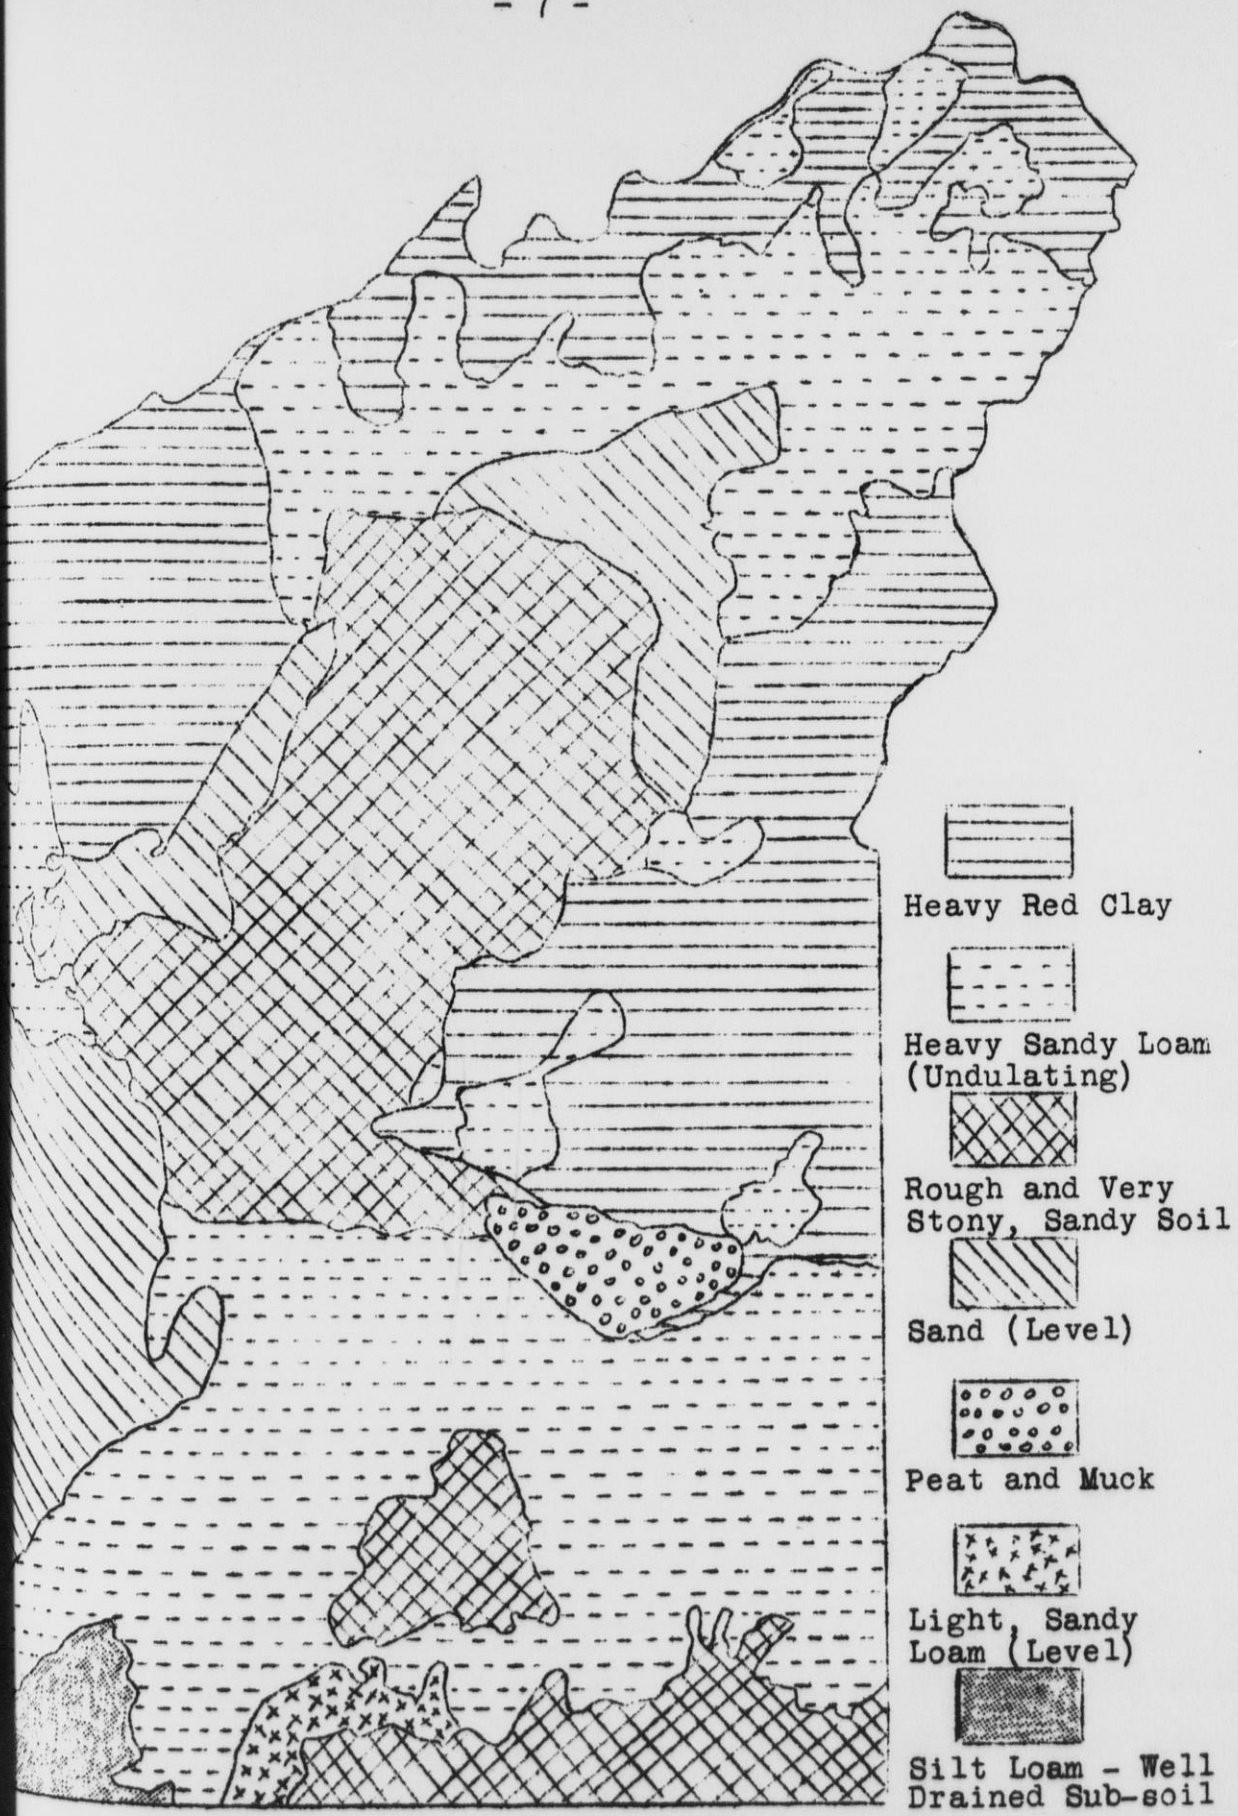 Heavy Red Clay
Heavy Sandy Loam
(Undulating)
Rough and Very
Stony, Sandy Soil
Sand (Level)
Peat and Muck
Light, Sandy
Loam (Level)
Silt Loam - Well
Drained Sub-soil